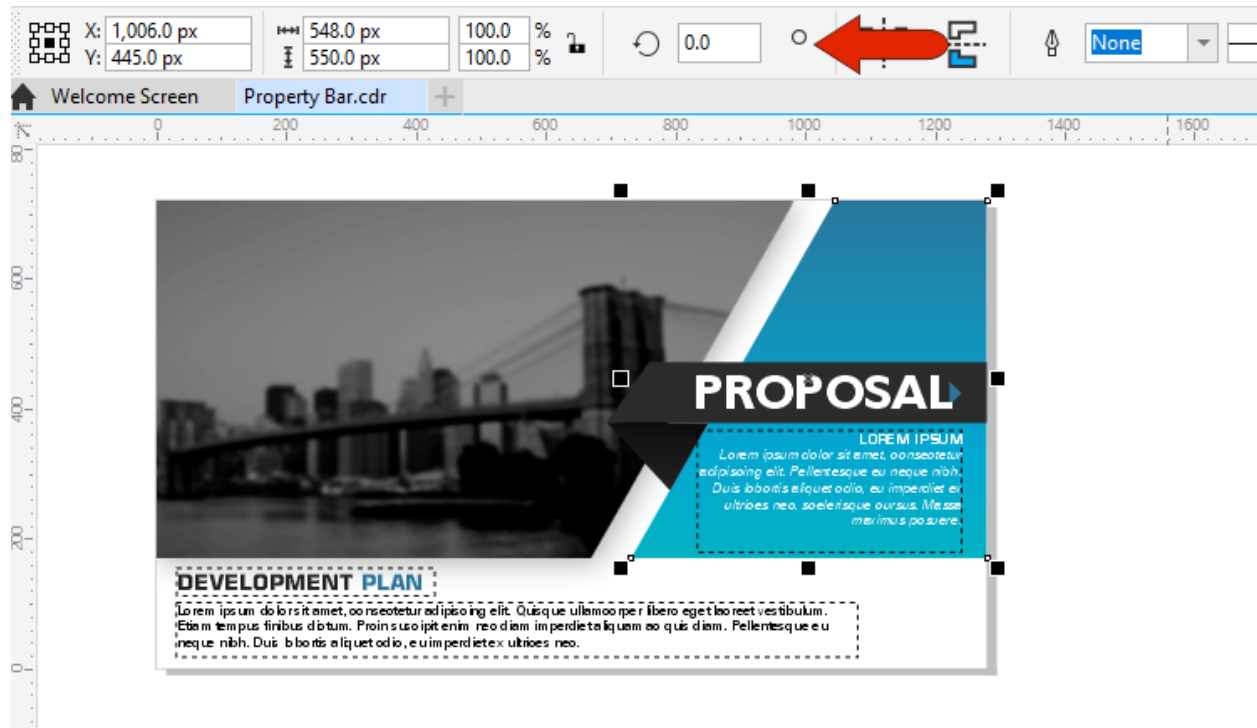 X: 1,006.0 px 548.0 px 100.0 %
Y: 445.0 px 550.0 px 100.0 %
0.0
None
Welcome Screen Property Bar.cdr
0 200 400 600 800 1000 1200 1400 1600
600
400
200
0
PROPOSAL
LOREM IPSUM
Lorem ipsum dolor sit amet, consectetur
adipiscing elit. Pellentesque eu neque nibh.
Duis lobortis aliquet odio, eu imperdiet ex
ultrices nec. scelerisque cursus. Massa
maximus posuere.
DEVELOPMENT PLAN
Lorem ipsum dolor sit amet, consectetur adipiscing elit. Quisque ullamcorper libero eget laoreet vestibulum.
Etiam tempus finibus dictum. Proin suscipit enim nec diam imperdiet aliquam ac quis diam. Pellentesque eu
neque nibh. Duis lobortis aliquet odio, eu imperdiet ex ultrices nec.